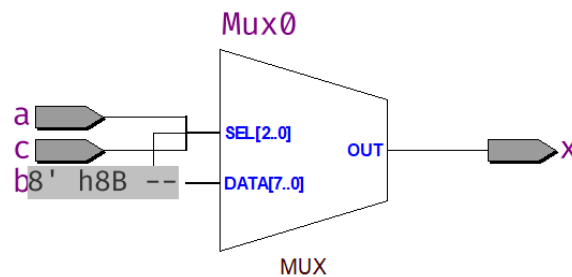 Mux0
a
SEL[2..0]
c
OUT
x
b
8' h8B --
DATA[7..0]
MUX